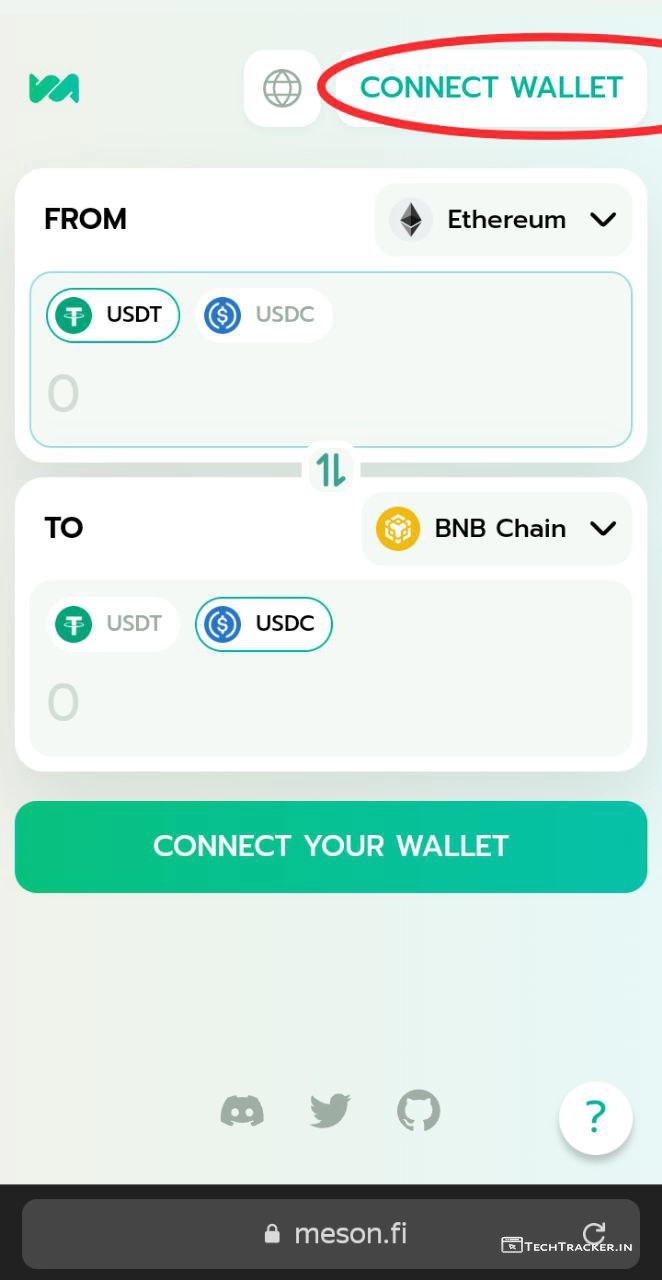 CONNECT WALLET
FROM
Ethereum
USDT
USDC
0
TO
BNB Chain
USDT
USDC
0
CONNECT YOUR WALLET
?
meson.fi
TECHTRACKER.IN